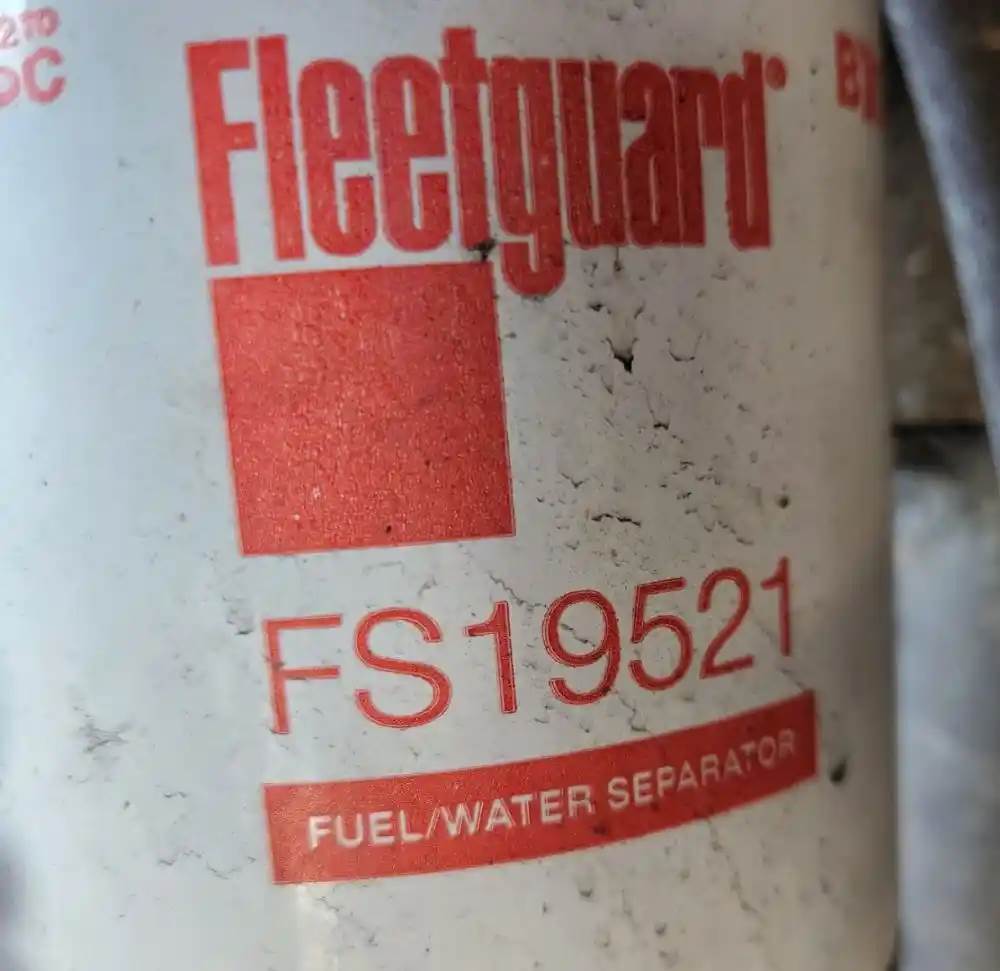 Fleetguard
FS19521
FUEL/WATER SEPARATOR